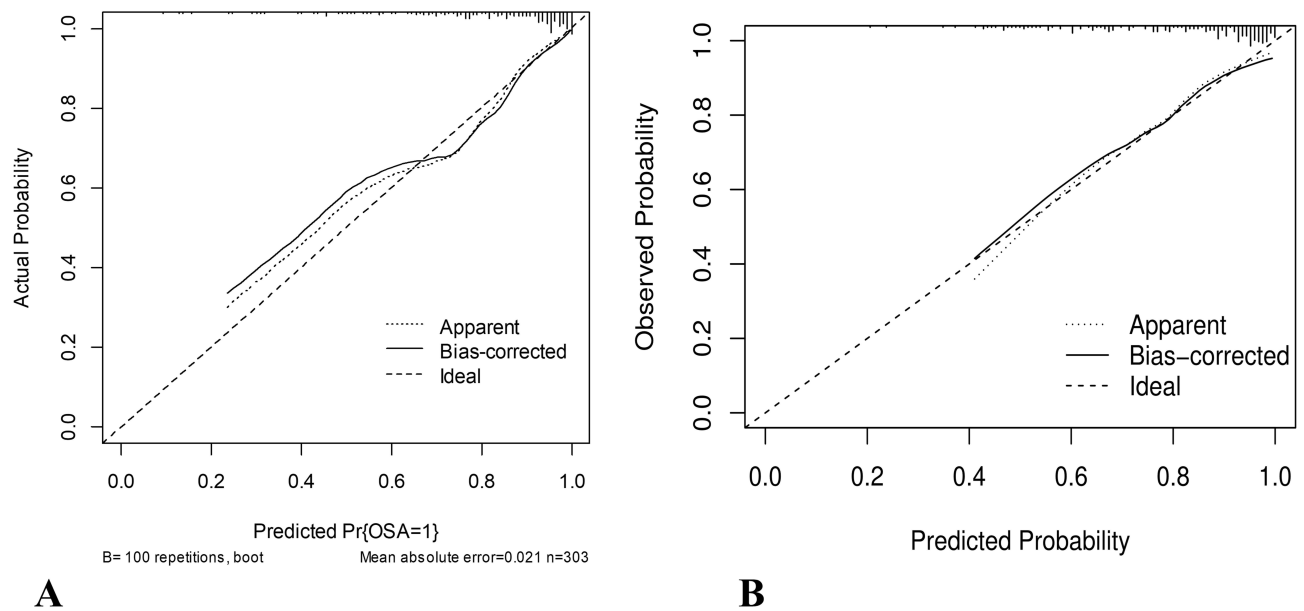 Actual Probability
1.0
0.8
0.6
0.4
0.2
0.0
Apparent
Bias-corrected
Ideal
0.0 0.2 0.4 0.6 0.8 1.0
Predicted Pr{OSA=1}
B= 100 repetitions, boot
Mean absolute error=0.021 n=303
A
Observed Probability
1.0
0.8
0.6
0.4
0.2
0.0
Apparent
Bias−corrected
Ideal
0.0 0.2 0.4 0.6 0.8 1.0
Predicted Probability
B